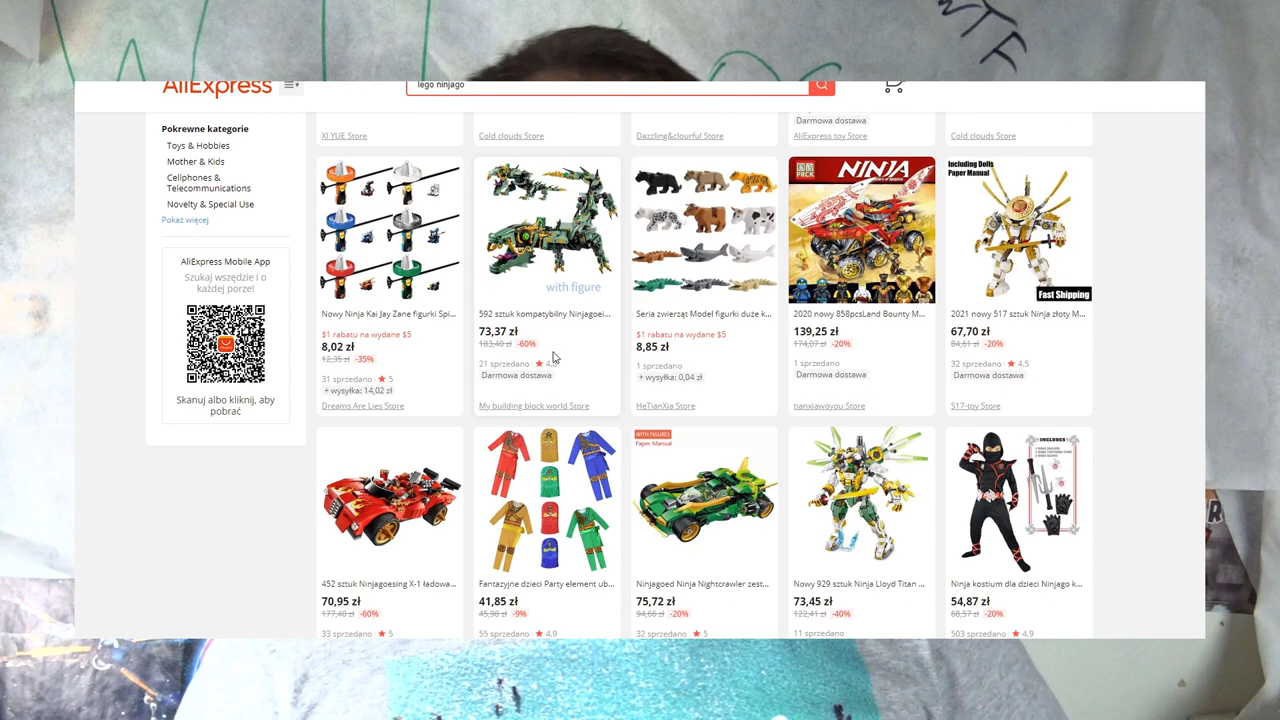 WTF
AliExpress
lego ninjago
Pokrewne kategorie
Toys & Hobbies
Mother & Kids
Cellphones &
Telecommunications
Novelty & Special Use
Pokaż więcej
AliExpress Mobile App
Szukaj wszędzie i o
każdej porze!
Skanuj albo kliknij, aby
pobrać
XI YUE Store
Cold clouds Store
Dazzling&clourful Store
Darmowa dostawa
AliExpress toy Store
Cold clouds Store
Nowy Ninja Kai Jay Zane figurki Spi...
$1 rabatu na wydane $5
8,02 zł
12,35 zł -35%
31 sprzedano ★ 5
+ wysyłka: 14,02 zł
Dreams Are Lies Store
with figure
592 sztuk kompatybilny Ninjagoei...
73,37 zł
183,40 zł -60%
21 sprzedano ★
Darmowa dostawa
My building block world Store
Seria zwierząt Model figurki duże k...
$1 rabatu na wydane $5
8,85 zł
1 sprzedano
+ wysyłka: 0,04 zł
HeTianXia Store
PRCK
NINJA
2020 nowy 858pcsLand Bounty M...
139,25 zł
174,07 zł -20%
1 sprzedano
Darmowa dostawa
tianxiawoyou Store
Including Dolls
Paper Manual
Fast Shipping
2021 nowy 517 sztuk Ninja złoty M...
67,70 zł
84,61 zł -20%
32 sprzedano ★ 4.5
Darmowa dostawa
517-toy Store
452 sztuk Ninjagoesing X-1 ładowa...
70,95 zł
177,40 zł -60%
33 sprzedano ★ 5
Fantazyjne dzieci Party element ub...
41,85 zł
45,98 zł -9%
55 sprzedano ★ 4.9
WITH FIGURES
Paper Manual
Ninjagoed Ninja Nightcrawler zest...
75,72 zł
94,66 zł -20%
32 sprzedano ★ 5
Nowy 929 sztuk Ninja Lloyd Titan ...
73,45 zł
122,41 zł -40%
11 sprzedano
INCLUDES
Ninja kostium dla dzieci Ninjago k...
54,87 zł
68,57 zł -20%
503 sprzedano ★ 4.9